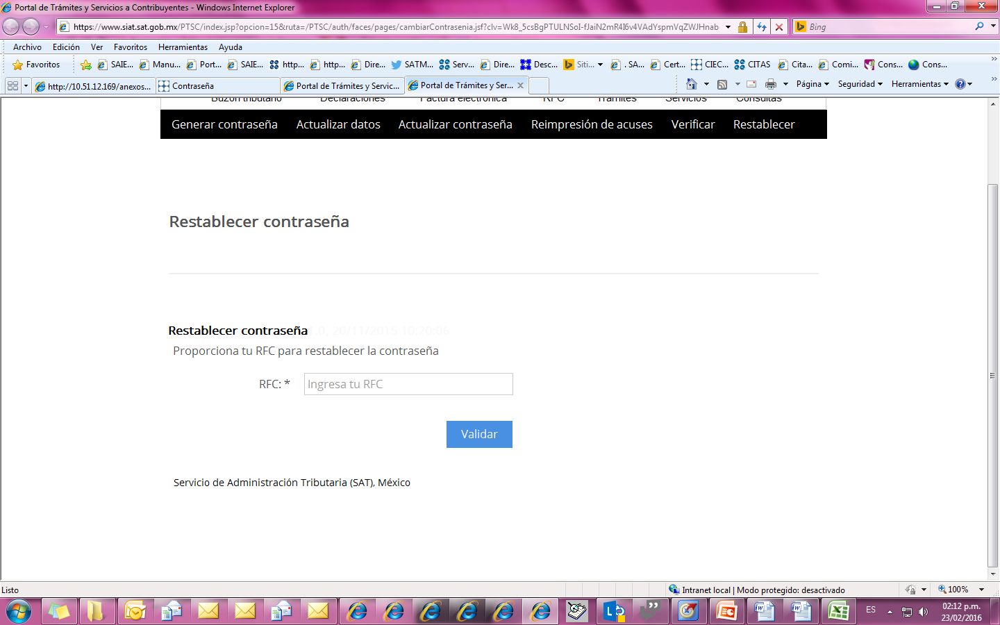 Portal de Trámites y Servicios a Contribuyentes - Windows Internet Explorer
https://www.siat.sat.gob.mx/PTSC/index.jsp?opcion=15&ruta=/PTSC/auth/faces/pages/cambiarContrasenia.jsf?clv=Wk8_5csBgPTULNSoI-fJaiN2mR4I6v4VAdYspmVqZWJHnab
Bing
Archivo Edición Ver Favoritos Herramientas Ayuda
Favoritos SAIE... Manu... Port... SAIE... http... http... Dire... SATM... Serv... Dire... Desc... Siti... . SA... Cert... CIEC... CITAS Cita... Comi... Cons... Cons...
http://10.51.12.169/anexos... Contraseña Portal de Trámites y Servic... Portal de Trámites y Ser... Página Seguridad Herramientas
Buzón tributario Declaraciones Factura electrónica RFC Trámites Servicios Consultas
Generar contraseña Actualizar datos Actualizar contraseña Reimpresión de acuses Verificar Restablecer
Restablecer contraseña
Restablecer contraseña 1.0, 20/11/2015 10:20:06
Proporciona tu RFC para restablecer la contraseña
RFC: * Ingresa tu RFC
Validar
Servicio de Administración Tributaria (SAT), México
Listo Intranet local | Modo protegido: desactivado 100%
ES 02:12 p.m.
23/02/2016